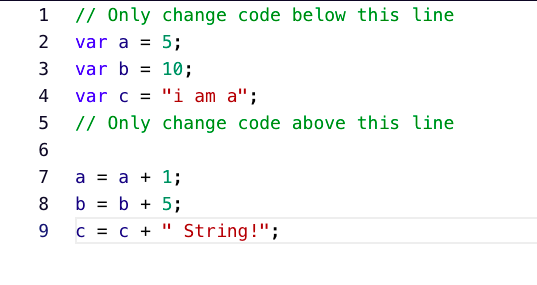 1 // Only change code below this line
2 var a = 5;
3 var b = 10;
4 var c = "i am a";
5 // Only change code above this line
6
7 a = a + 1;
8 b = b + 5;
9 c = c + " String!";